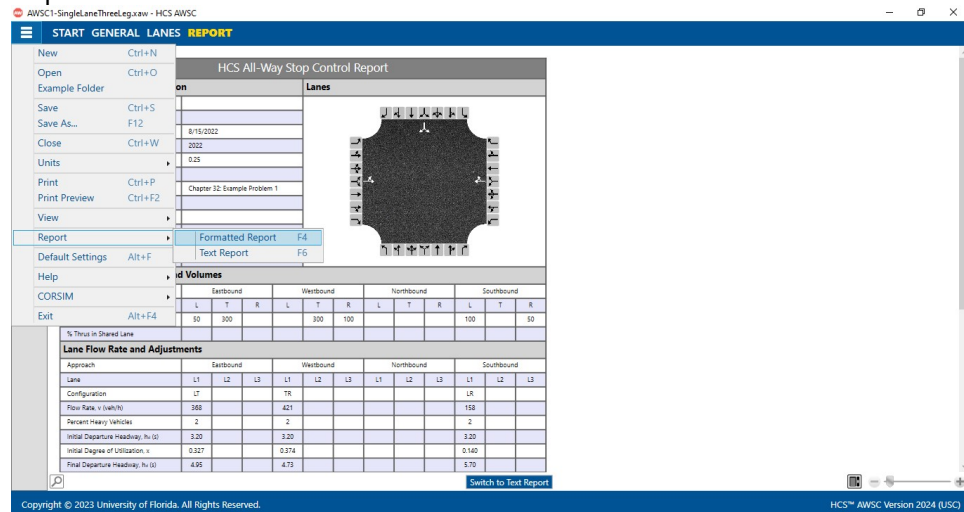 AWSC1-SingleLaneThreeLeg.xaw - HCS AWSC
START GENERAL LANES REPORT
New Ctrl+N
Open Ctrl+O
Example Folder
Save Ctrl+S
Save As... F12
Close Ctrl+W
Units
Print Ctrl+P
Print Preview Ctrl+F2
View
Report
Default Settings Alt+F
Help
CORSIM
Exit Alt+F4
Formatted Report F4
Text Report F6
HCS All-Way Stop Control Report
on Lanes
8/15/2022
2022
0.25
Chapter 32: Example Problem 1
d Volumes
Eastbound Westbound Northbound Southbound
L T R L T R L T R L T R
50 300 300 100 100 50
% Thrus in Shared Lane
Lane Flow Rate and Adjustments
Approach Eastbound Westbound Northbound Southbound
Lane L1 L2 L3 L1 L2 L3 L1 L2 L3 L1 L2 L3
Configuration LT TR LR
Flow Rate, v (veh/h) 368 421 158
Percent Heavy Vehicles 2 2 2
Initial Departure Headway, hd (s) 3.20 3.20 3.20
Initial Degree of Utilization, x 0.327 0.374 0.140
Final Departure Headway, hd (s) 4.95 4.73 5.70
Switch to Text Report
Copyright © 2023 University of Florida. All Rights Reserved. HCS™ AWSC Version 2024 (USC)